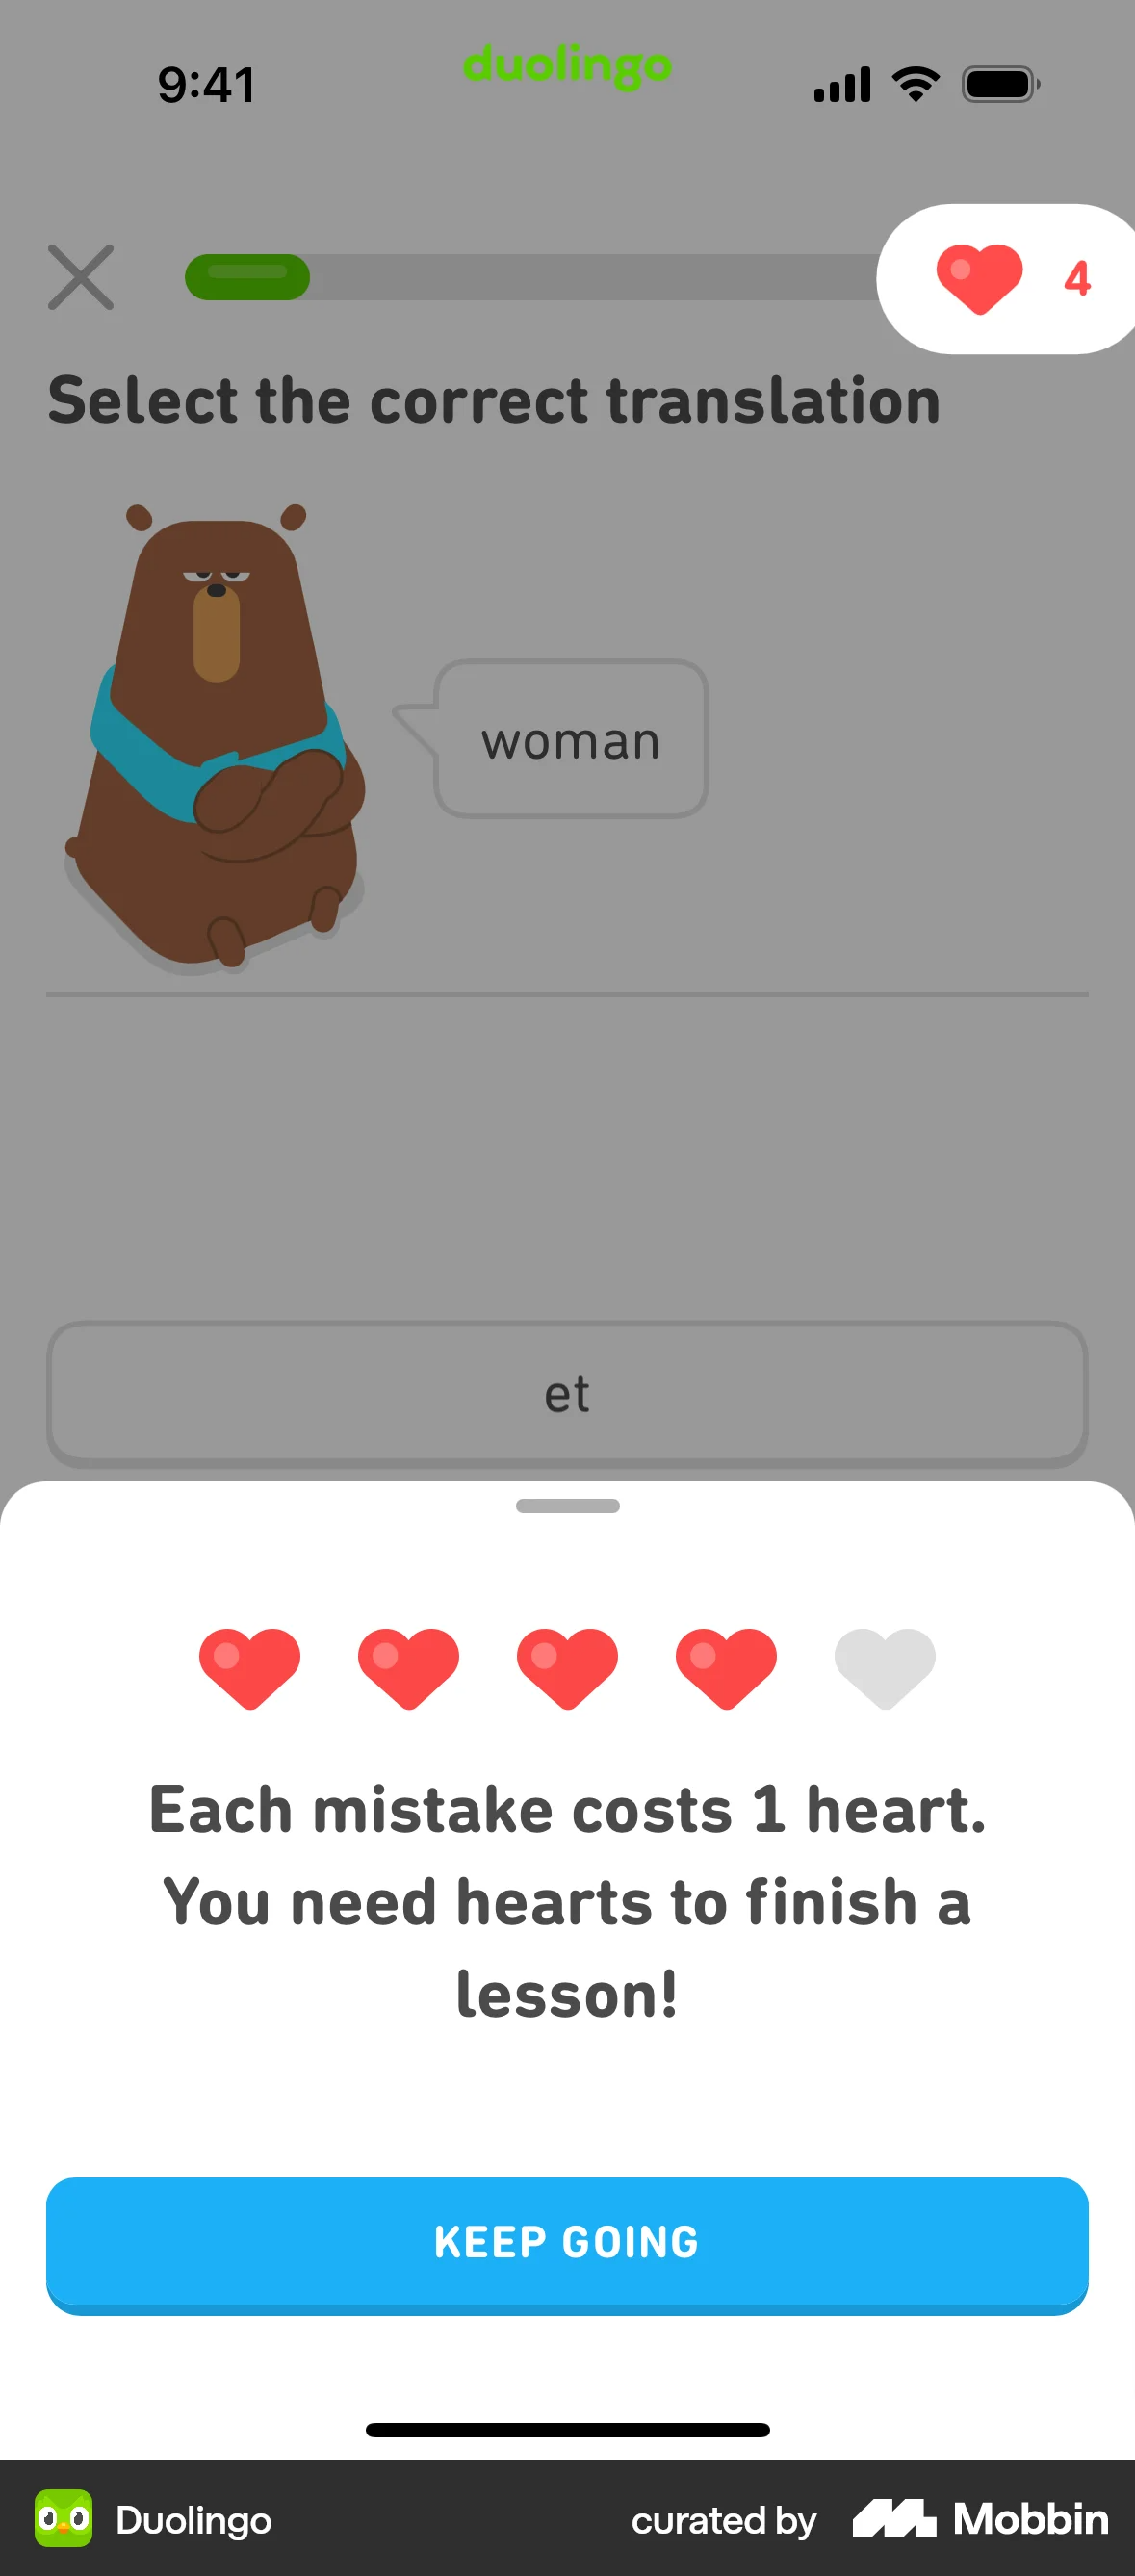 9:41
duolingo
4
Select the correct translation
woman
et
Each mistake costs 1 heart.
You need hearts to finish a
lesson!
KEEP GOING
Duolingo
curated by
Mobbin